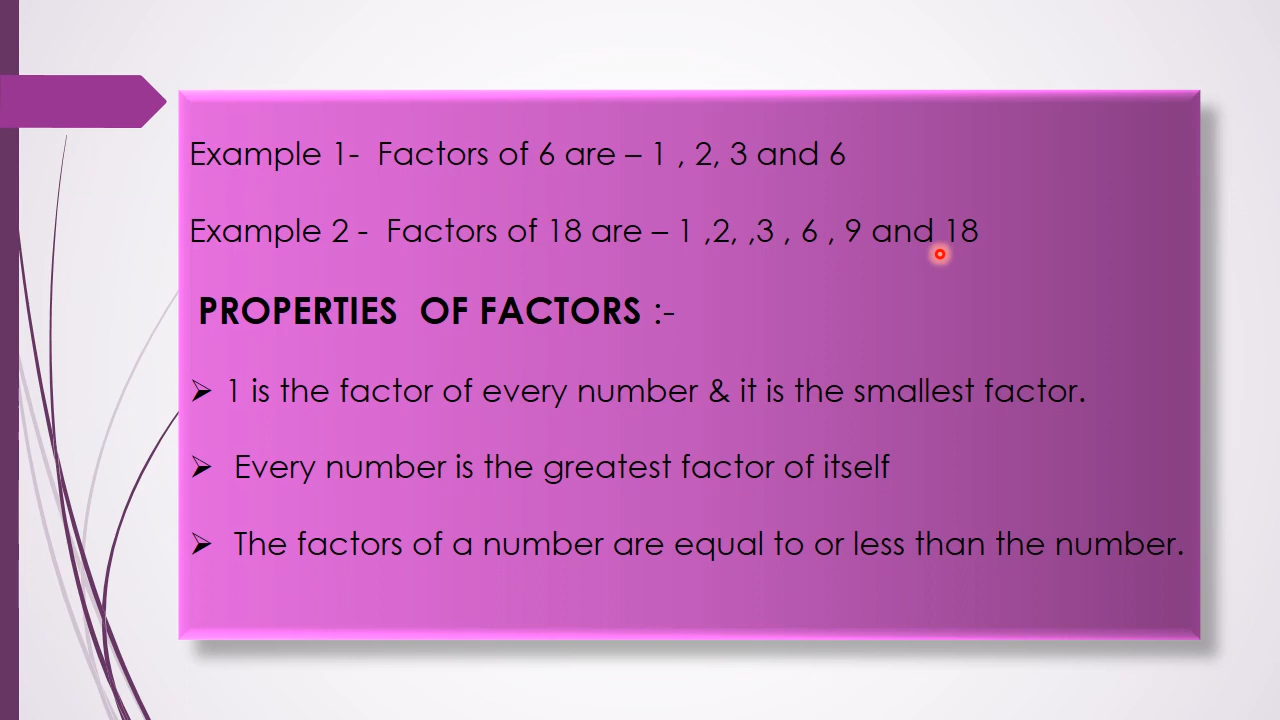 Example 1-  Factors of 6 are – 1 , 2, 3 and 6
Example 2 -  Factors of 18 are – 1 ,2, ,3 , 6 , 9 and 18
PROPERTIES  OF FACTORS :-
➢ 1 is the factor of every number & it is the smallest factor.
➢ Every number is the greatest factor of itself
➢ The factors of a number are equal to or less than the number.